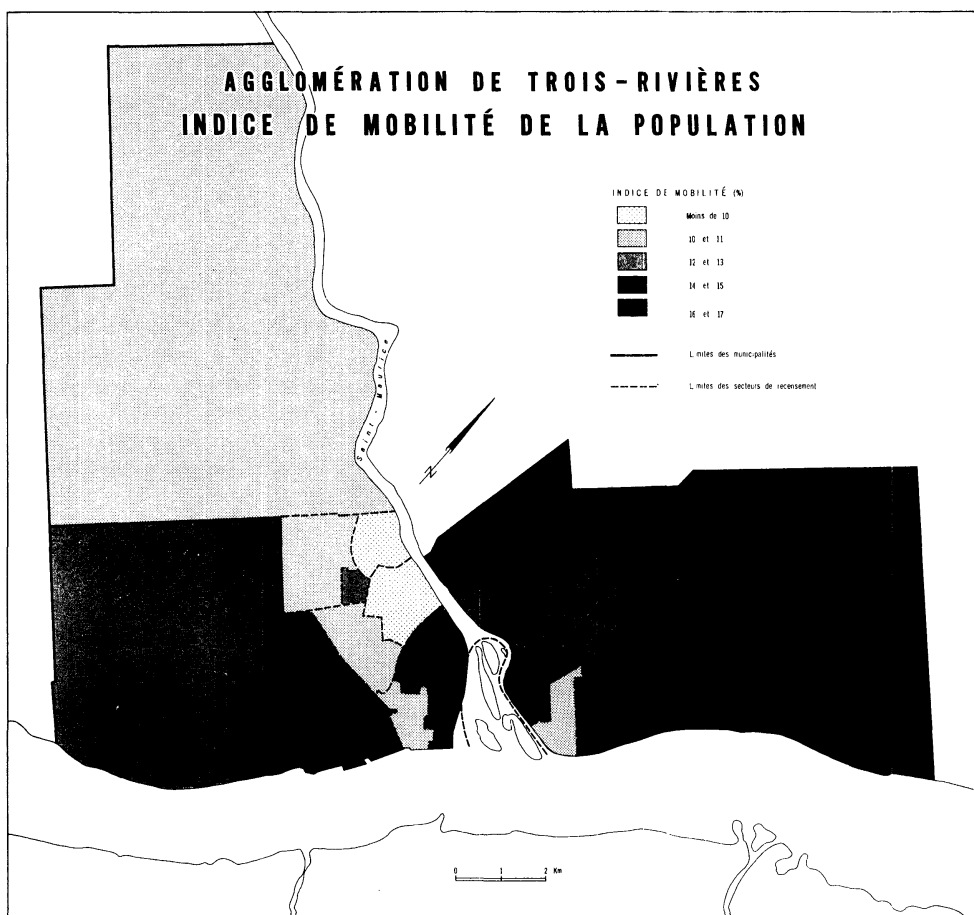 AGGLOMÉRATION DE TROIS-RIVIÈRES
INDICE DE MOBILITÉ DE LA POPULATION
INDICE DE MOBILITÉ (%)
Moins de 10
10 et 11
12 et 13
14 et 15
16 et 17
Limites des municipalités
Limites des secteurs de recensement
Saint-Maurice
N
0 1 2 Km